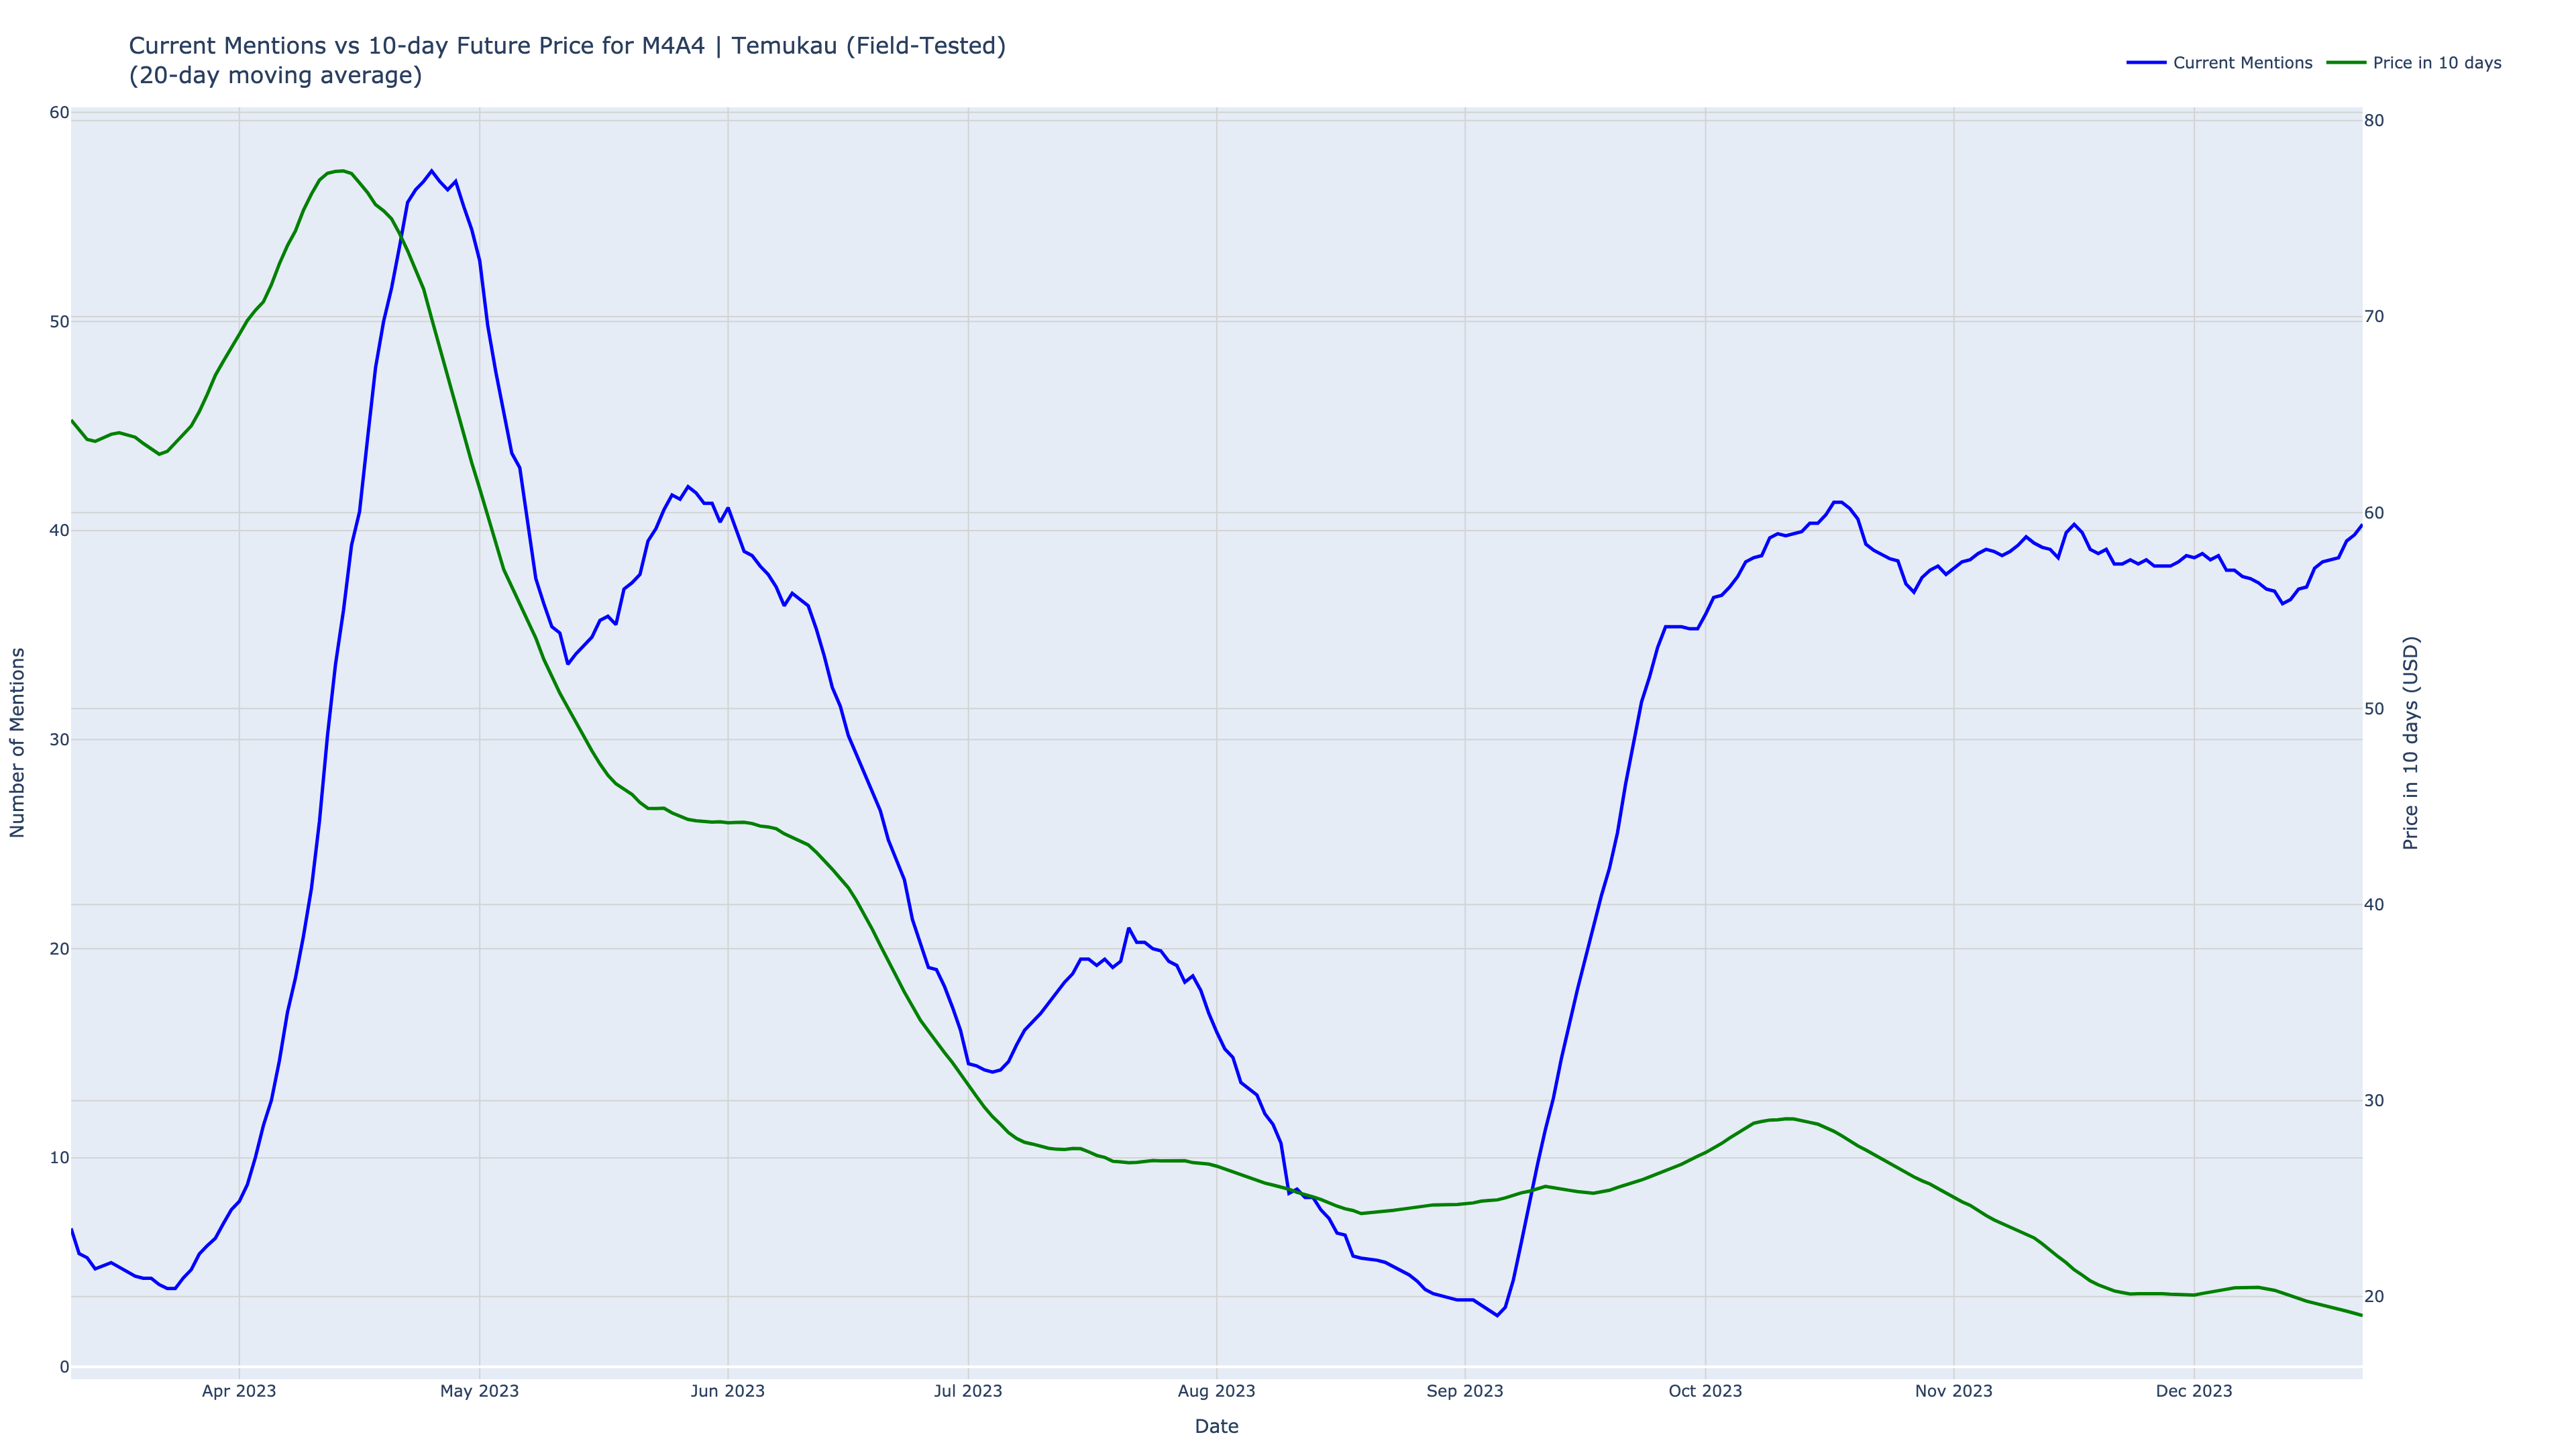 Current Mentions vs 10-day Future Price for M4A4 | Temukau (Field-Tested)
(20-day moving average)
Current Mentions
Price in 10 days
60
50
40
30
20
10
0
Number of Mentions
80
70
60
50
40
30
20
Price in 10 days (USD)
Apr 2023
May 2023
Jun 2023
Jul 2023
Aug 2023
Sep 2023
Oct 2023
Nov 2023
Dec 2023
Date